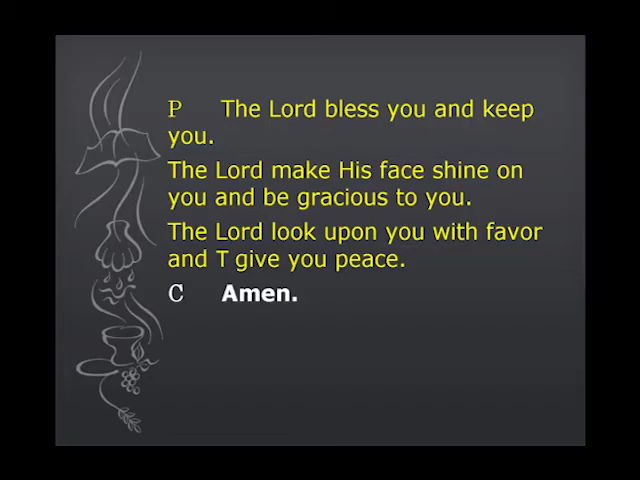 P The Lord bless you and keep
you.
The Lord make His face shine on
you and be gracious to you.
The Lord look upon you with favor
and T give you peace.
C Amen.